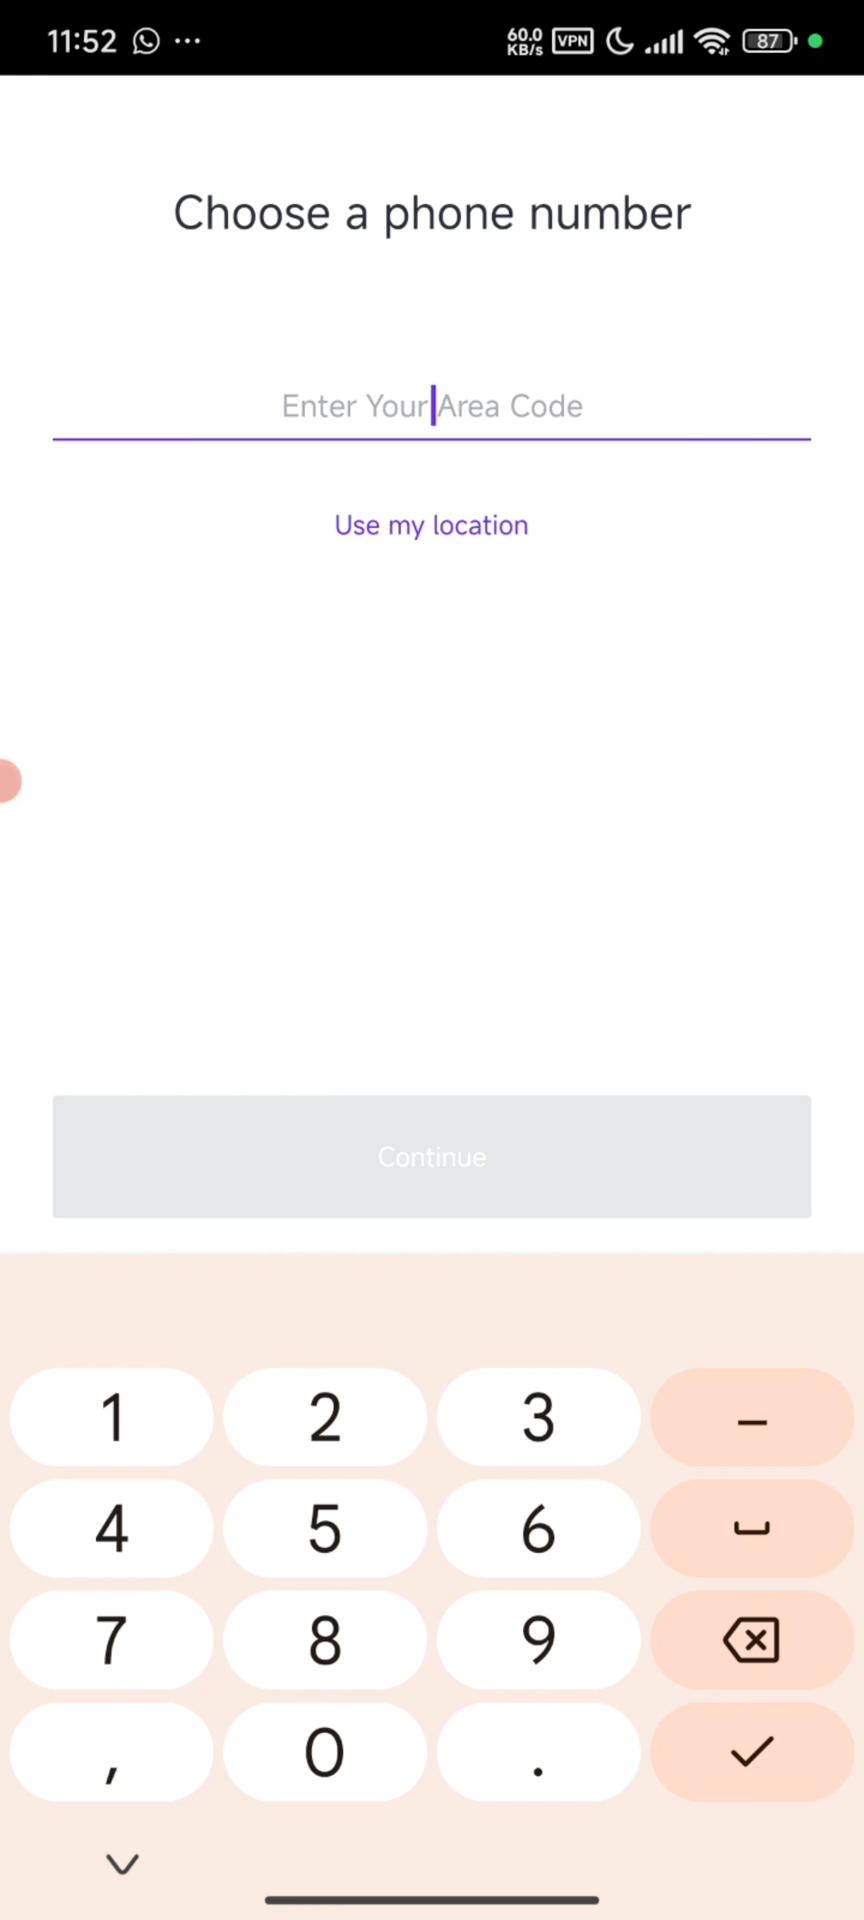 11:52 ... 60.0 KB/s VPN 87
Choose a phone number
Enter Your Area Code
Use my location
Continue
1 2 3 –
4 5 6
7 8 9
, 0 .